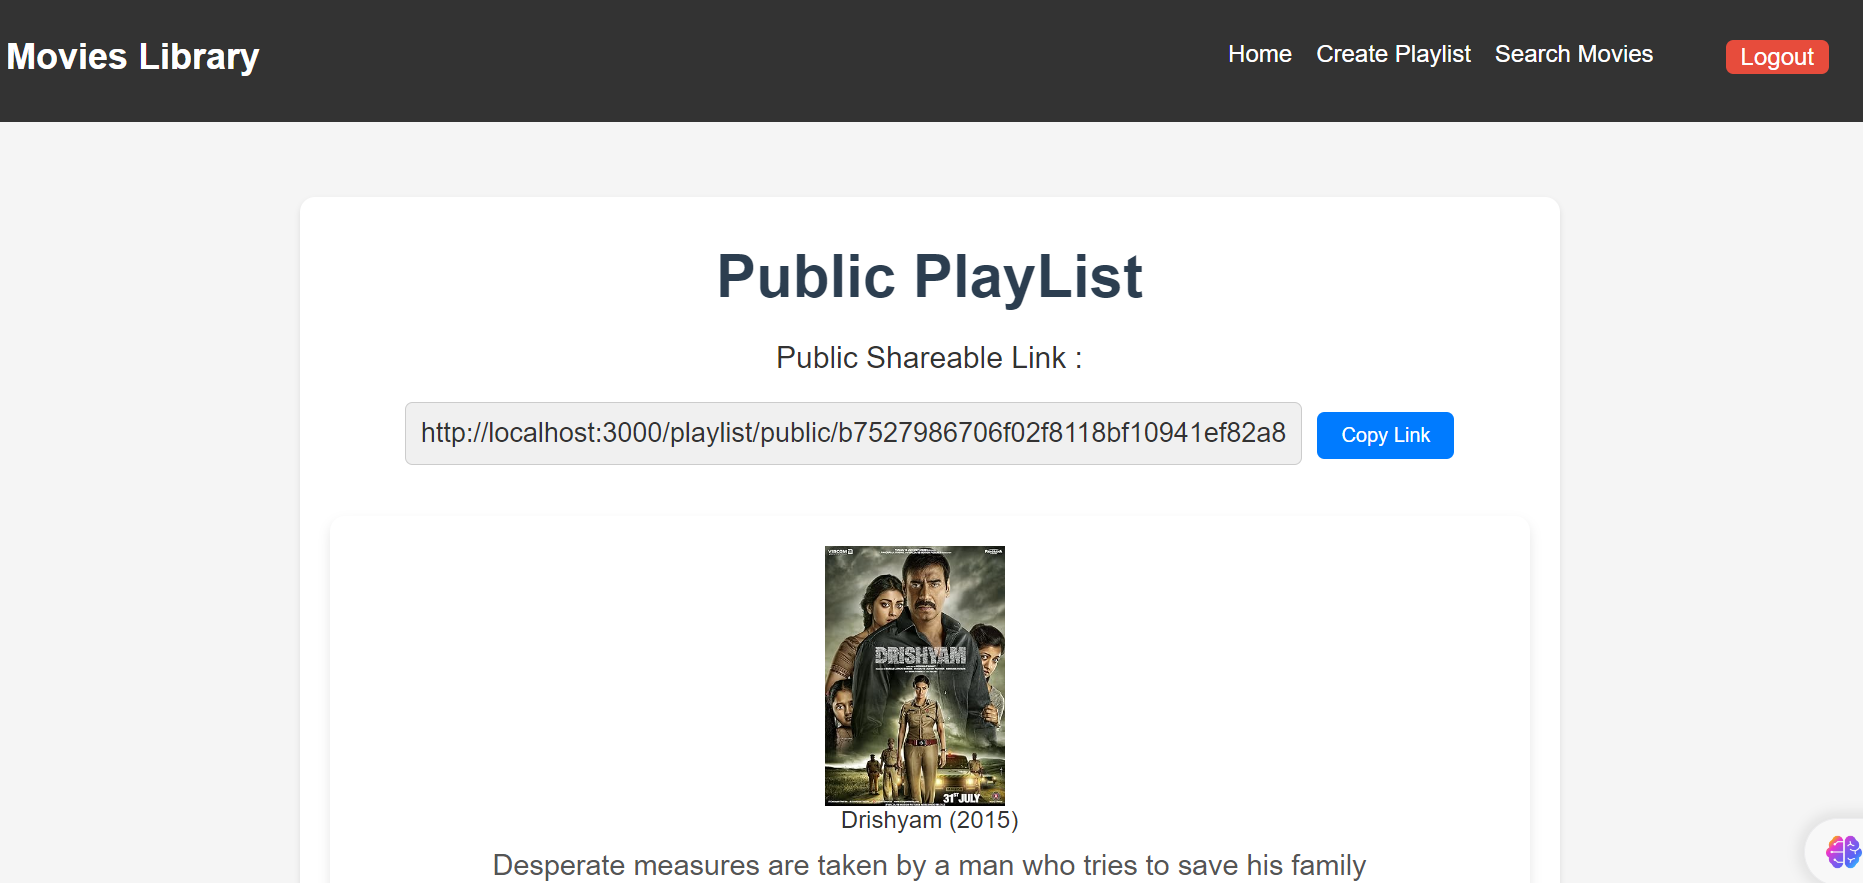 Movies Library
Home Create Playlist Search Movies Logout
Public PlayList
Public Shareable Link :
http://localhost:3000/playlist/public/b7527986706f02f8118bf10941ef82a8
Copy Link
DRISHYAM
31ST JULY
Drishyam (2015)
Desperate measures are taken by a man who tries to save his family